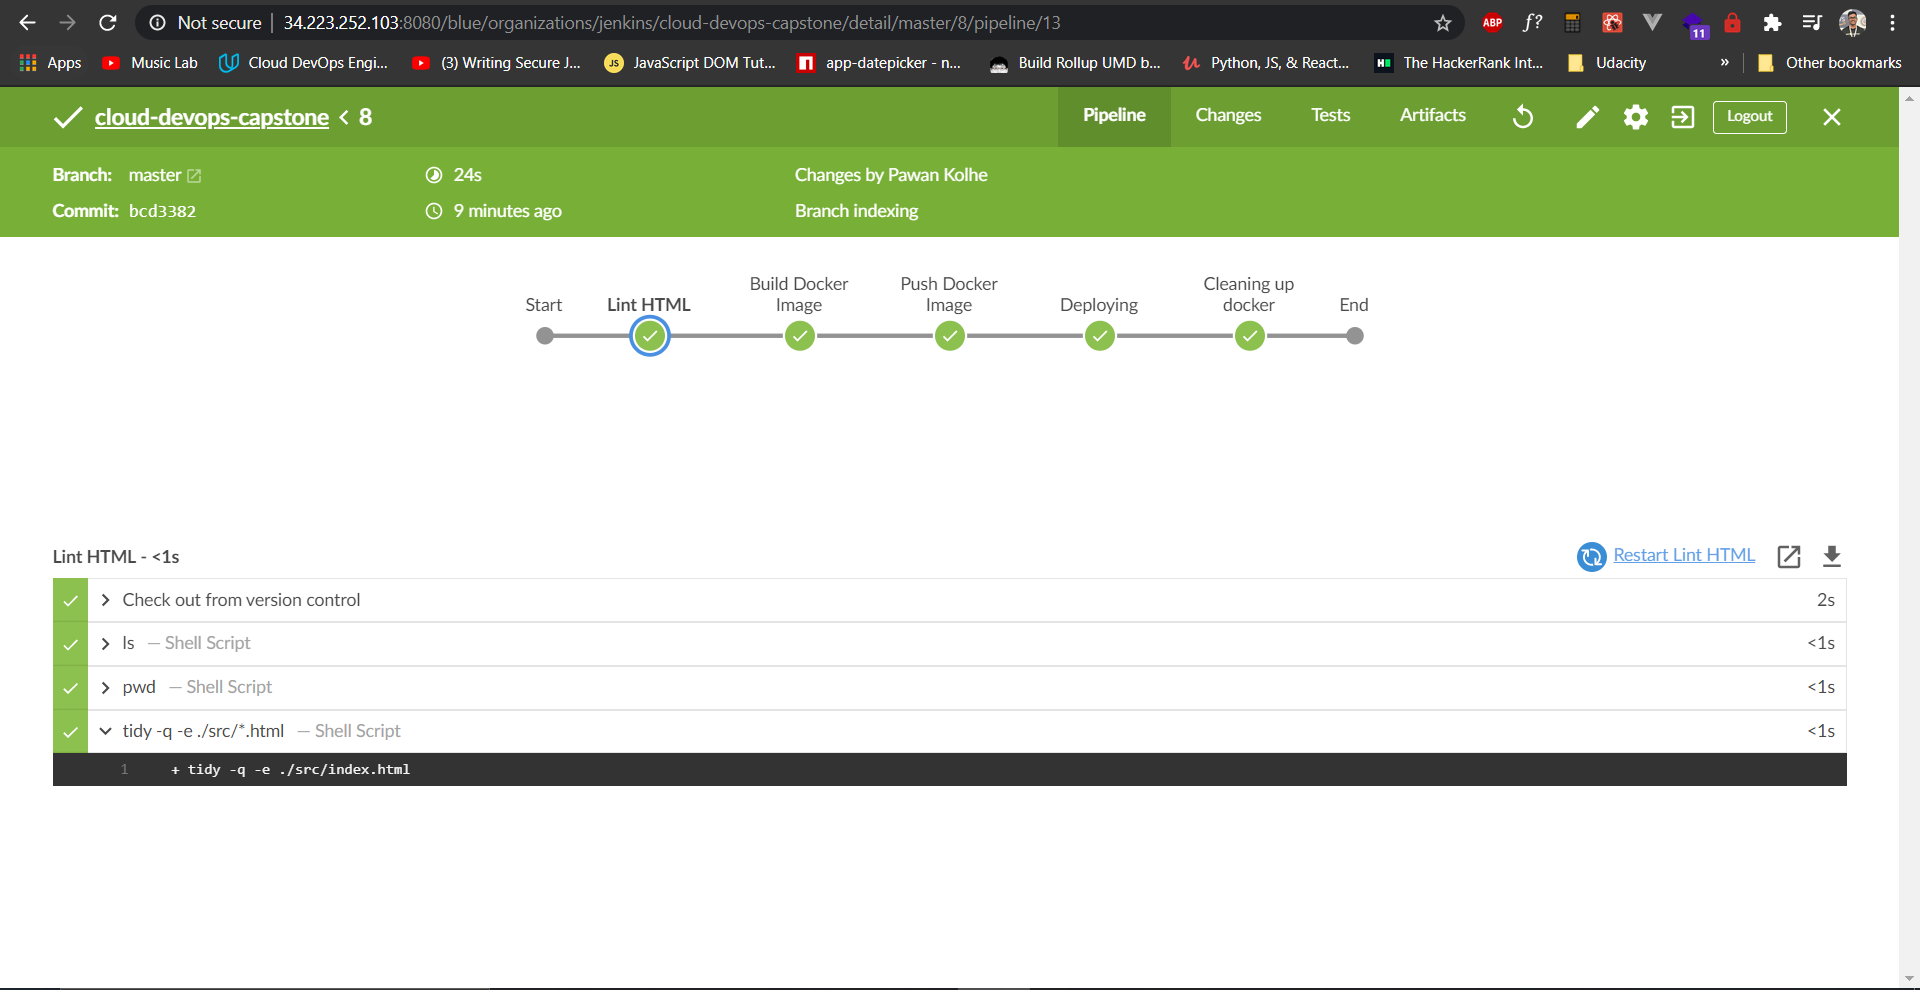 Not secure | 34.223.252.103:8080/blue/organizations/jenkins/cloud-devops-capstone/detail/master/8/pipeline/13
ABP f? 11
Apps Music Lab Cloud DevOps Engi... (3) Writing Secure J... JS JavaScript DOM Tut... app-datepicker - n... Build Rollup UMD b... Python, JS, & React... The HackerRank Int... Udacity » Other bookmarks
cloud-devops-capstone < 8 Pipeline Changes Tests Artifacts Logout
Branch: master 24s Changes by Pawan Kolhe
Commit: bcd3382 9 minutes ago Branch indexing
Start Lint HTML Build Docker Image Push Docker Image Deploying Cleaning up docker End
Lint HTML - <1s Restart Lint HTML
Check out from version control 2s
ls — Shell Script <1s
pwd — Shell Script <1s
tidy -q -e ./src/*.html — Shell Script <1s
1 + tidy -q -e ./src/index.html